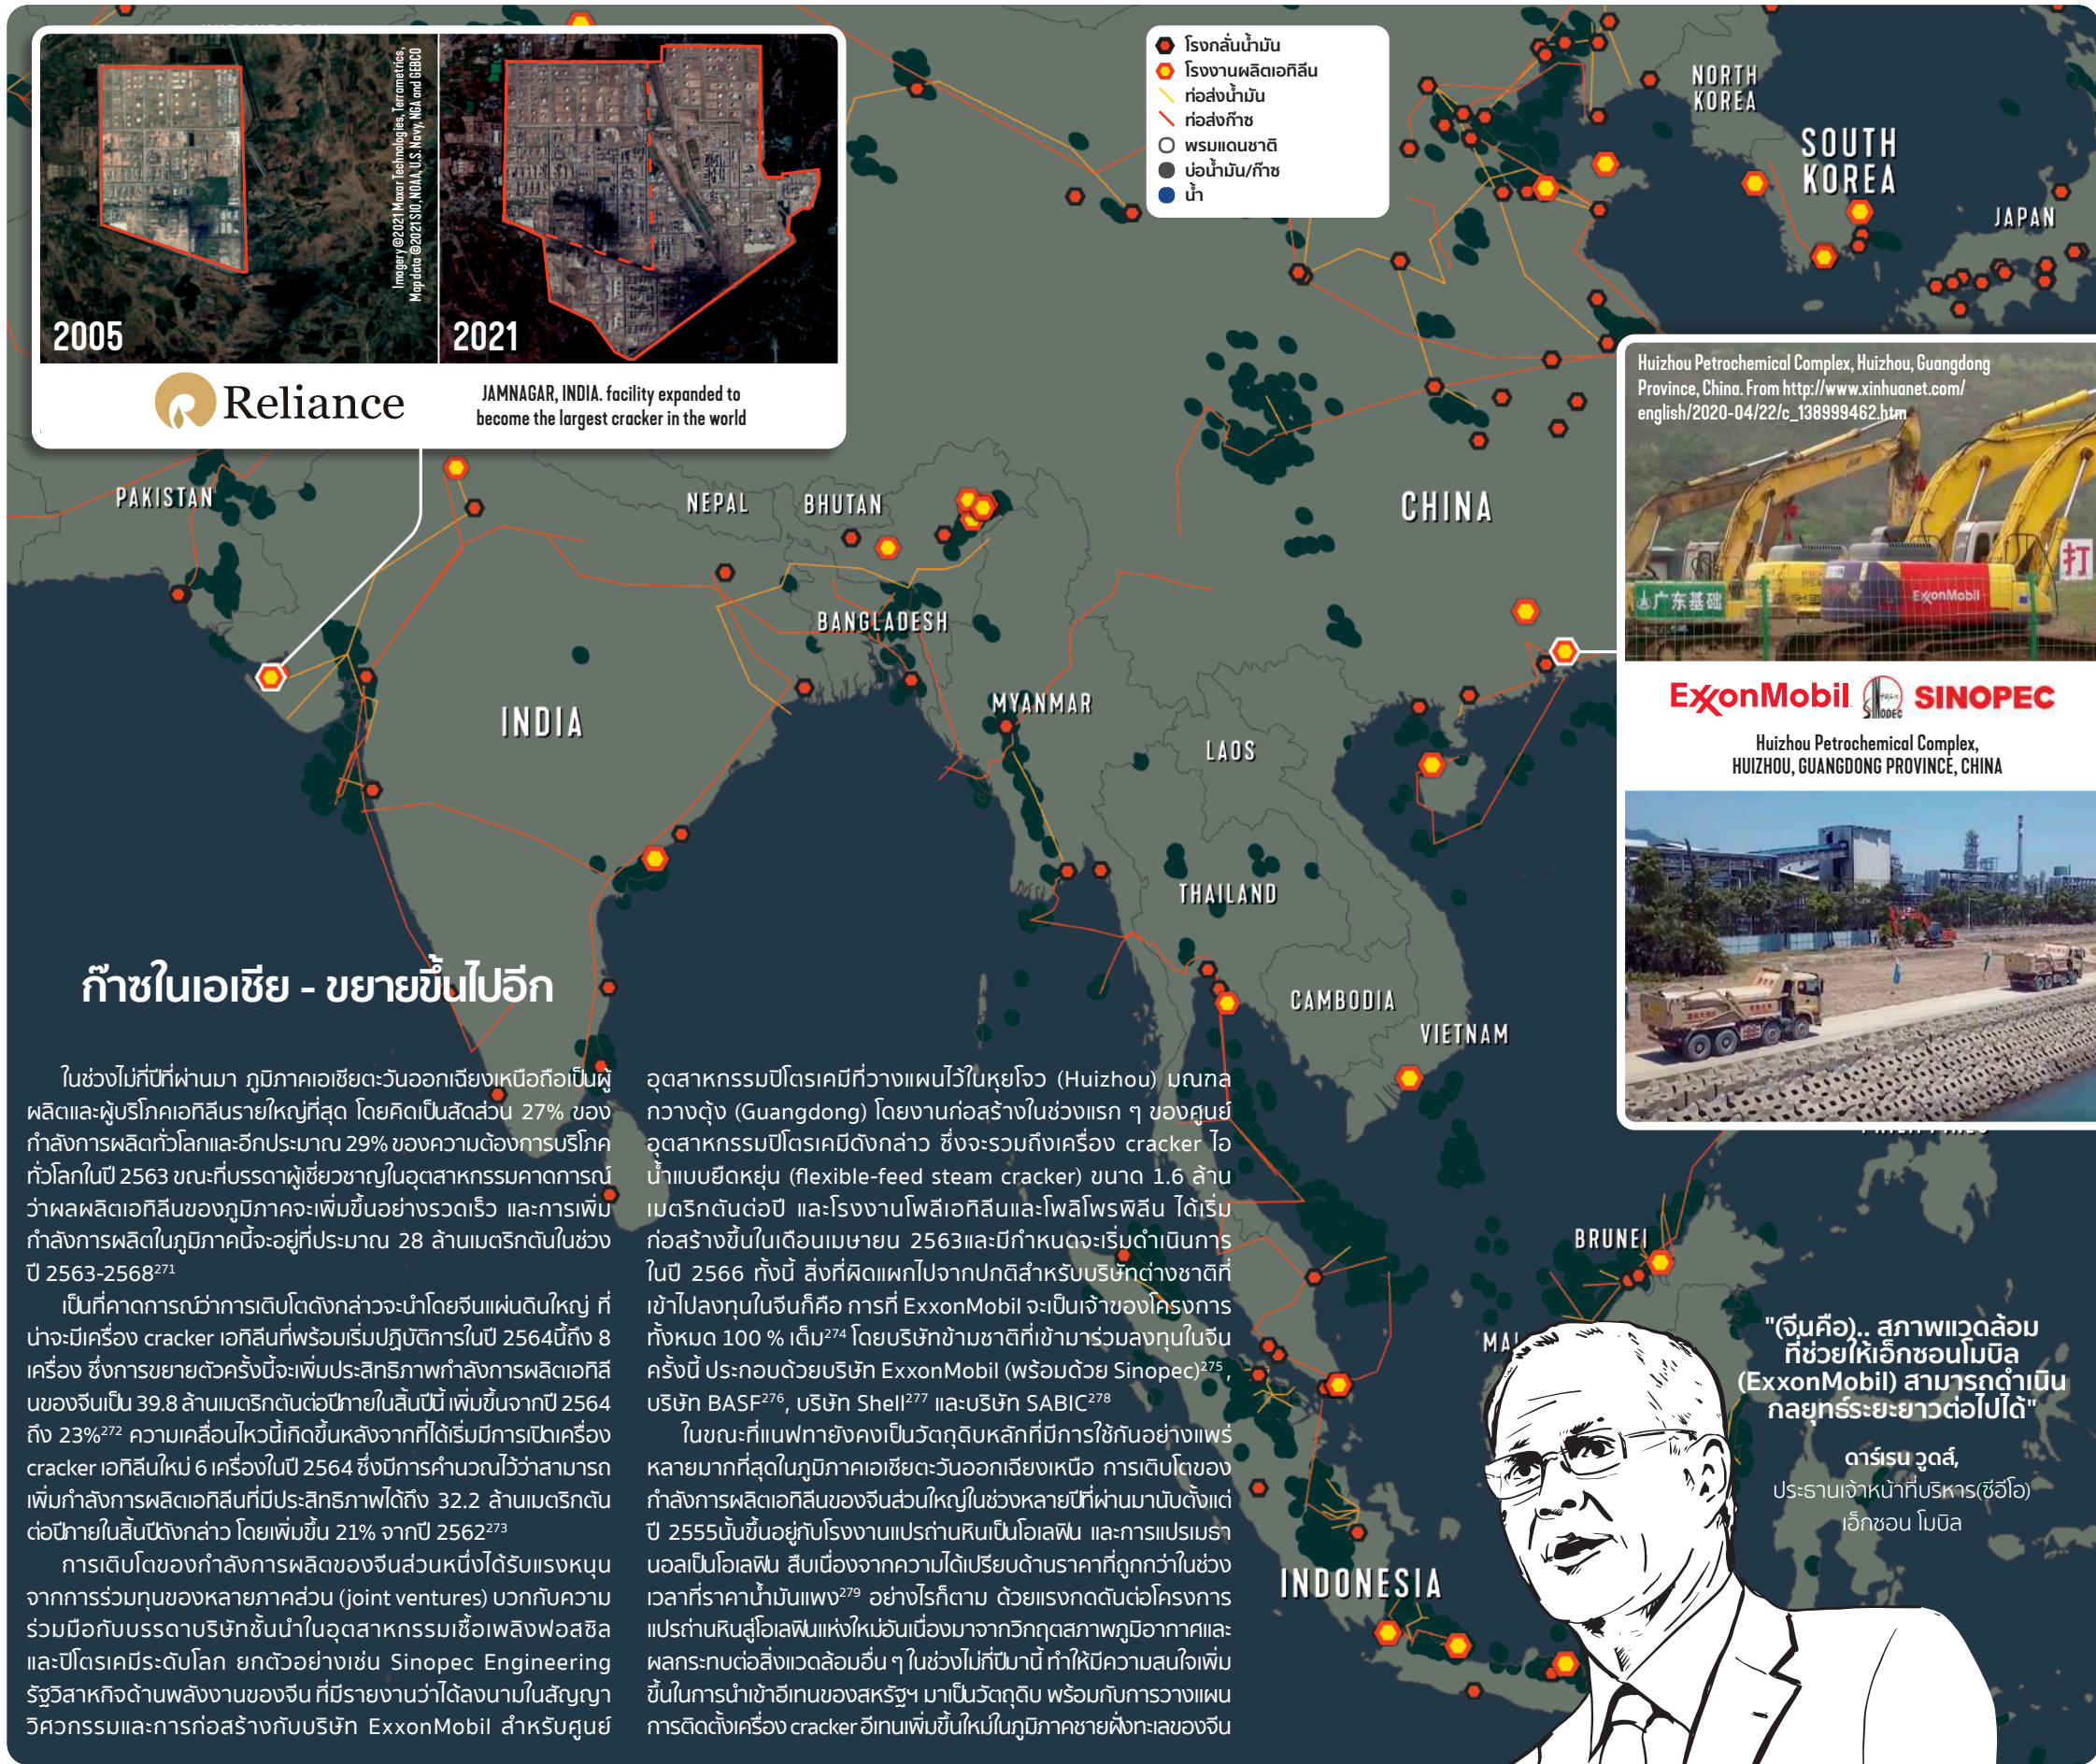 2005
Imagery ©2021 Maxar Technologies, Terrametrics,
Map data ©2021 SIO, NOAA, U.S. Navy, NGA and GEBCO
2021
Reliance
JAMNAGAR, INDIA. facility expanded to
become the largest cracker in the world
โรงกลั่นน้ำมัน
โรงงานผลิตเอทิลีน
ท่อส่งน้ำมัน
ท่อส่งก๊าซ
พรมแดนชาติ
บ่อน้ำมัน/ก๊าซ
น้ำ
NORTH
KOREA
SOUTH
KOREA
JAPAN
Huizhou Petrochemical Complex, Huizhou, Guangdong
Province, China. From http://www.xinhuanet.com/
english/2020-04/22/c_138999462.htm
广东基础
ExxonMobil
打
ExxonMobil
SINOPEC
SINOPEC
Huizhou Petrochemical Complex,
HUIZHOU, GUANGDONG PROVINCE, CHINA
PAKISTAN
NEPAL
BHUTAN
CHINA
BANGLADESH
INDIA
MYANMAR
LAOS
THAILAND
CAMBODIA
VIETNAM
BRUNEI
INDONESIA
ก๊าซในเอเชีย - ขยายขึ้นไปอีก
ในช่วงไม่กี่ปีที่ผ่านมา ภูมิภาคเอเชียตะวันออกเฉียงเหนือถือเป็นผู้
ผลิตและผู้บริโภคเอทิลีนรายใหญ่ที่สุด โดยคิดเป็นสัดส่วน 27% ของ
กำลังการผลิตทั่วโลกและอีกประมาณ 29% ของความต้องการบริโภค
ทั่วโลกในปี 2563 ขณะที่บรรดาผู้เชี่ยวชาญในอุตสาหกรรมคาดการณ์
ว่าผลผลิตเอทิลีนของภูมิภาคจะเพิ่มขึ้นอย่างรวดเร็ว และการเพิ่ม
กำลังการผลิตในภูมิภาคนี้จะอยู่ที่ประมาณ 28 ล้านเมตริกตันในช่วง
ปี 2563-2568²⁷¹
เป็นที่คาดการณ์ว่าการเติบโตดังกล่าวจะนำโดยจีนแผ่นดินใหญ่ ที่
น่าจะมีเครื่อง cracker เอทิลีนที่พร้อมเริ่มปฏิบัติการในปี 2564นี้ถึง 8
เครื่อง ซึ่งการขยายตัวครั้งนี้จะเพิ่มประสิทธิภาพกำลังการผลิตเอทิลี
นของจีนเป็น 39.8 ล้านเมตริกตันต่อปีภายในสิ้นปีนี้ เพิ่มขึ้นจากปี 2564
ถึง 23%²⁷² ความเคลื่อนไหวนี้เกิดขึ้นหลังจากที่ได้เริ่มมีการเปิดเครื่อง
cracker เอทิลีนใหม่ 6 เครื่องในปี 2564 ซึ่งมีการคำนวณไว้ว่าสามารถ
เพิ่มกำลังการผลิตเอทิลีนที่มีประสิทธิภาพได้ถึง 32.2 ล้านเมตริกตัน
ต่อปีภายในสิ้นปีดังกล่าว โดยเพิ่มขึ้น 21% จากปี 2562²⁷³
การเติบโตของกำลังการผลิตของจีนส่วนหนึ่งได้รับแรงหนุน
จากการร่วมทุนของหลายภาคส่วน (joint ventures) บวกกับความ
ร่วมมือกับบรรดาบริษัทชั้นนำในอุตสาหกรรมเชื้อเพลิงฟอสซิล
และปิโตรเคมีระดับโลก ยกตัวอย่างเช่น Sinopec Engineering
รัฐวิสาหกิจด้านพลังงานของจีน ที่มีรายงานว่าได้ลงนามในสัญญา
วิศวกรรมและการก่อสร้างกับบริษัท ExxonMobil สำหรับศูนย์
อุตสาหกรรมปิโตรเคมีที่วางแผนไว้ในหุยโจว (Huizhou) มณฑล
กวางตุ้ง (Guangdong) โดยงานก่อสร้างในช่วงแรก ๆ ของศูนย์
อุตสาหกรรมปิโตรเคมีดังกล่าว ซึ่งจะรวมถึงเครื่อง cracker ไอ
น้ำแบบยืดหยุ่น (flexible-feed steam cracker) ขนาด 1.6 ล้าน
เมตริกตันต่อปี และโรงงานโพลีเอทิลีนและโพลิโพรพิลีน ได้เริ่ม
ก่อสร้างขึ้นในเดือนเมษายน 2563และมีกำหนดจะเริ่มดำเนินการ
ในปี 2566 ทั้งนี้ สิ่งที่ผิดแผกไปจากปกติสำหรับบริษัทต่างชาติที่
เข้าไปลงทุนในจีนก็คือ การที่ ExxonMobil จะเป็นเจ้าของโครงการ
ทั้งหมด 100 % เต็ม²⁷⁴ โดยบริษัทข้ามชาติที่เข้ามาร่วมลงทุนในจีน
ครั้งนี้ ประกอบด้วยบริษัท ExxonMobil (พร้อมด้วย Sinopec)²⁷⁵,
บริษัท BASF²⁷⁶, บริษัท Shell²⁷⁷ และบริษัท SABIC²⁷⁸
ในขณะที่แนฟทายังคงเป็นวัตถุดิบหลักที่มีการใช้กันอย่างแพร่
หลายมากที่สุดในภูมิภาคเอเชียตะวันออกเฉียงเหนือ การเติบโตของ
กำลังการผลิตเอทิลีนของจีนส่วนใหญ่ในช่วงหลายปีที่ผ่านมานับตั้งแต่
ปี 2555นั้นขึ้นอยู่กับโรงงานแปรถ่านหินเป็นโอเลฟิน และการแปรเมธา
นอลเป็นโอเลฟิน สืบเนื่องจากความได้เปรียบด้านราคาที่ถูกกว่าในช่วง
เวลาที่ราคาน้ำมันแพง²⁷⁹ อย่างไรก็ตาม ด้วยแรงกดดันต่อโครงการ
แปรถ่านหินสู่โอเลฟินแห่งใหม่อันเนื่องมาจากวิกฤตสภาพภูมิอากาศและ
ผลกระทบต่อสิ่งแวดล้อมอื่น ๆ ในช่วงไม่กี่ปีมานี้ ทำให้มีความสนใจเพิ่ม
ขึ้นในการนำเข้าอีเทนของสหรัฐฯ มาเป็นวัตถุดิบ พร้อมกับการวางแผน
การติดตั้งเครื่อง cracker อีเทนเพิ่มขึ้นใหม่ในภูมิภาคชายฝั่งทะเลของจีน
"(จีนคือ).. สภาพแวดล้อม
ที่ช่วยให้เอ็กซอนโมบิล
(ExxonMobil) สามารถดำเนิน
กลยุทธ์ระยะยาวต่อไปได้"
ดาร์เรน วูดส์,
ประธานเจ้าหน้าที่บริหาร(ซีอีโอ)
เอ็กซอน โมบิล